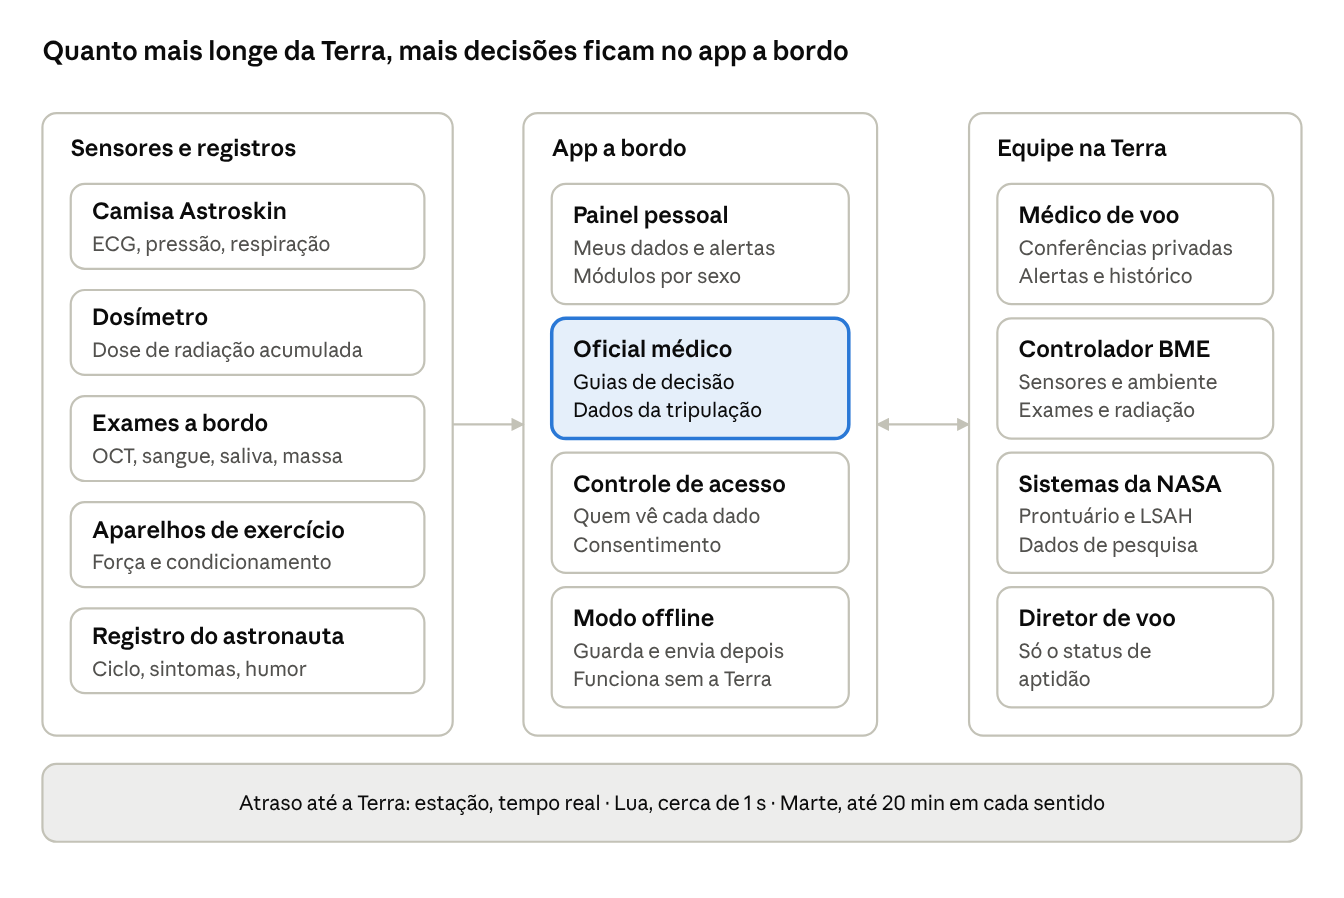 Quanto mais longe da Terra, mais decisões ficam no app a bordo
Sensores e registros
Camisa Astroskin
ECG, pressão, respiração
Dosímetro
Dose de radiação acumulada
Exames a bordo
OCT, sangue, saliva, massa
Aparelhos de exercício
Força e condicionamento
Registro do astronauta
Ciclo, sintomas, humor
App a bordo
Painel pessoal
Meus dados e alertas
Módulos por sexo
Oficial médico
Guias de decisão
Dados da tripulação
Controle de acesso
Quem vê cada dado
Consentimento
Modo offline
Guarda e envia depois
Funciona sem a Terra
Equipe na Terra
Médico de voo
Conferências privadas
Alertas e histórico
Controlador BME
Sensores e ambiente
Exames e radiação
Sistemas da NASA
Prontuário e LSAH
Dados de pesquisa
Diretor de voo
Só o status de
aptidão
Atraso até a Terra: estação, tempo real · Lua, cerca de 1 s · Marte, até 20 min em cada sentido